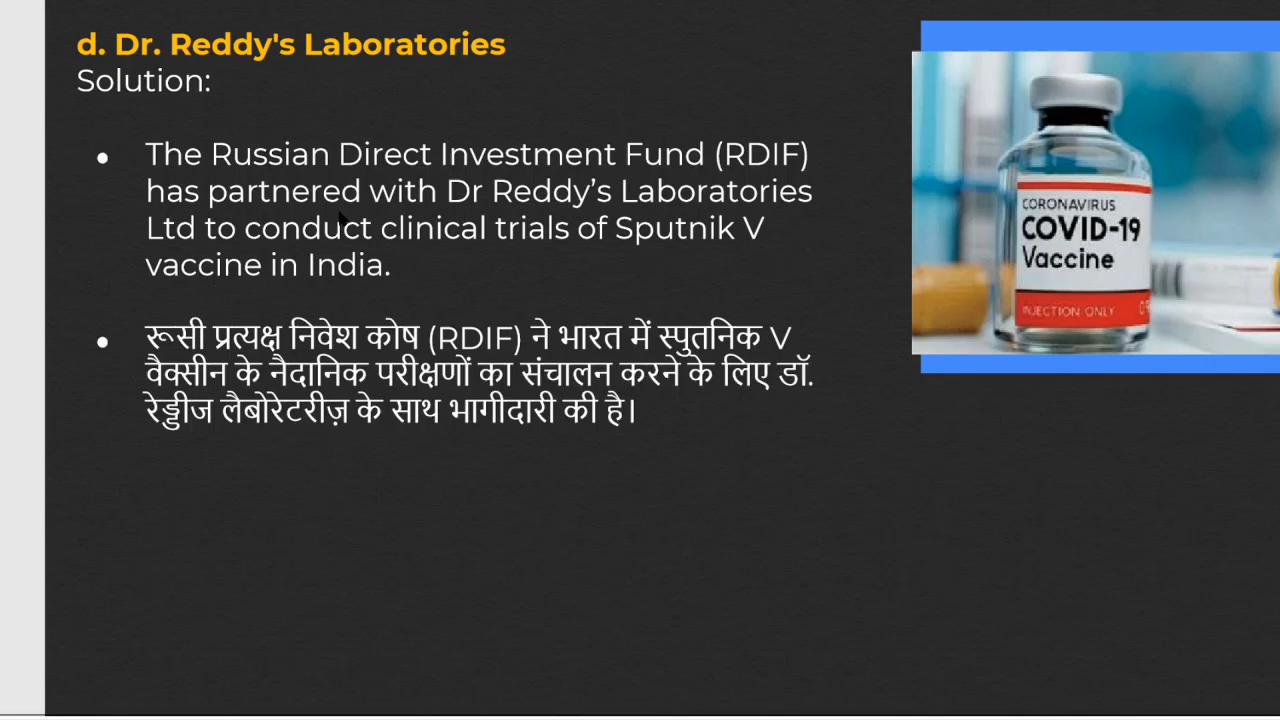 d. Dr. Reddy's Laboratories
Solution:
● The Russian Direct Investment Fund (RDIF)
has partnered with Dr Reddy’s Laboratories
Ltd to conduct clinical trials of Sputnik V
vaccine in India.
● रूसी प्रत्यक्ष निवेश कोष (RDIF) ने भारत में स्पुतनिक V
वैक्सीन के नैदानिक परीक्षणों का संचालन करने के लिए डॉ.
रेड्डीज लैबोरेटरीज़ के साथ भागीदारी की है।
CORONAVIRUS
COVID-19
Vaccine
INJECTION ONLY